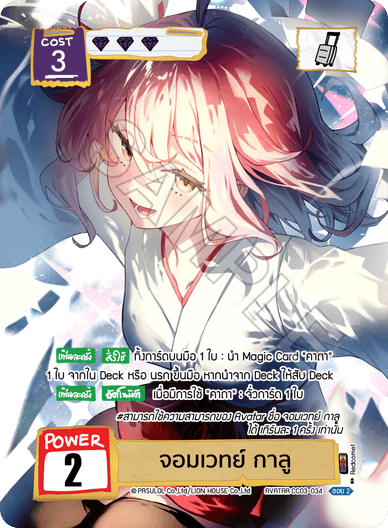 COST
3
SAMPLE
เทิร์นละครั้ง สั่งใช้ ทิ้งการ์ดบนมือ 1 ใบ : นำ Magic Card "คาถา"
1 ใบ จากใน Deck หรือ นรก ขึ้นมือ หากนำจาก Deck ให้สับ Deck
เทิร์นละครั้ง อัตโนมัติ เมื่อมีการใช้ "คาถา" : จั่วการ์ด 1 ใบ
#สามารถใช้ความสามารถของ Avatar ชื่อ จอมเวทย์ กาลู
ได้ เทิร์นละ 1 ครั้ง เท่านั้น
POWER
2
จอมเวทย์ กาลู
Redcomet
© PASULOL Co.,Ltd/LION HOUSE Co.,Ltd AVATAR CC03-034 ชอบ 2